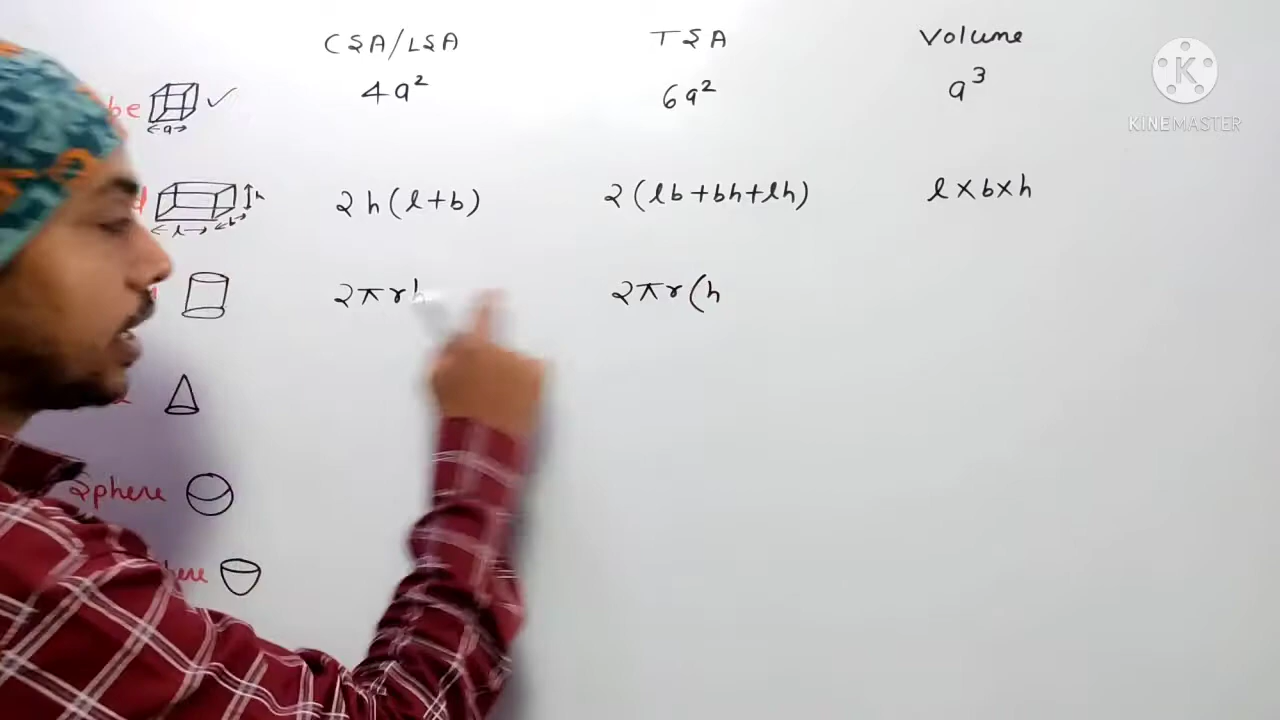 CSA/LSA TSA Volume
be a 4a² 6a² a³
l b h 2h(l+b) 2(lb+bh+lh) l×b×h
2πrh 2πr(h
Sphere
here
K
KINEMASTER